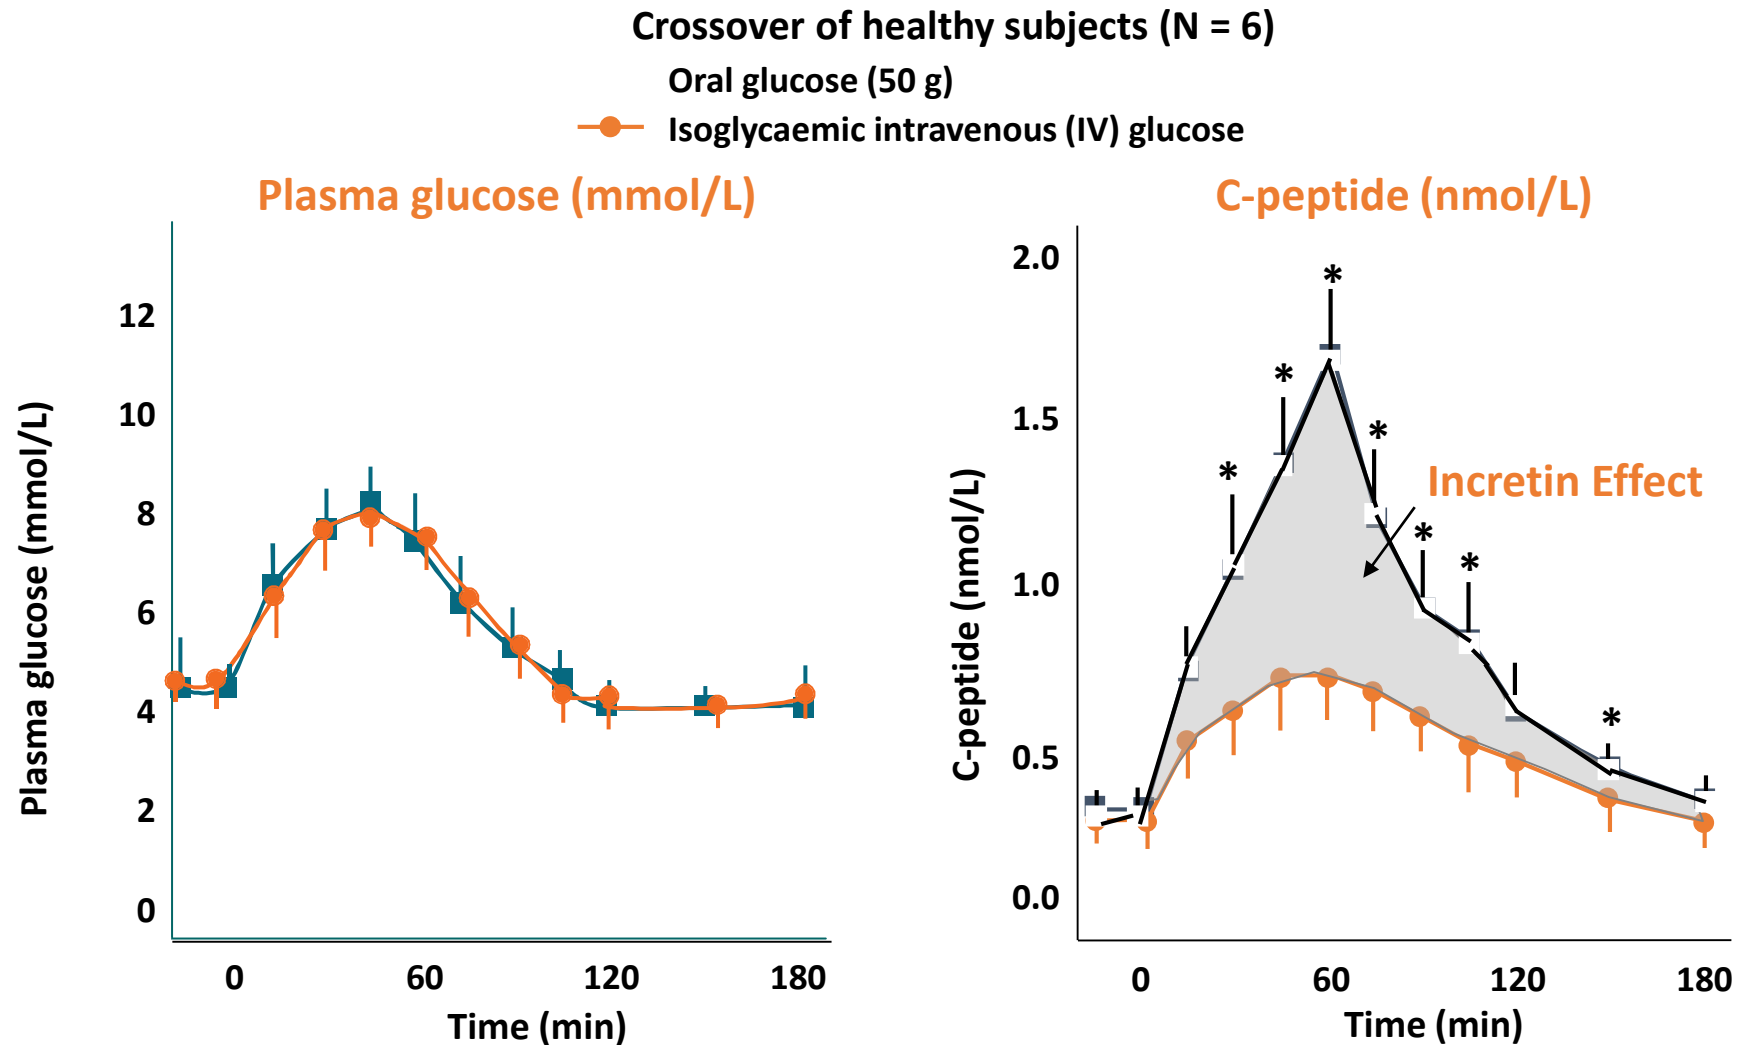 Crossover of healthy subjects (N = 6)
Oral glucose (50 g)
Isoglycaemic intravenous (IV) glucose
Plasma glucose (mmol/L)
Plasma glucose (mmol/L)
12
10
8
6
4
2
0
0 60 120 180
Time (min)
C-peptide (nmol/L)
C-peptide (nmol/L)
2.0
1.5
1.0
0.5
0.0
*
*
*
*
*
*
*
Incretin Effect
0 60 120 180
Time (min)